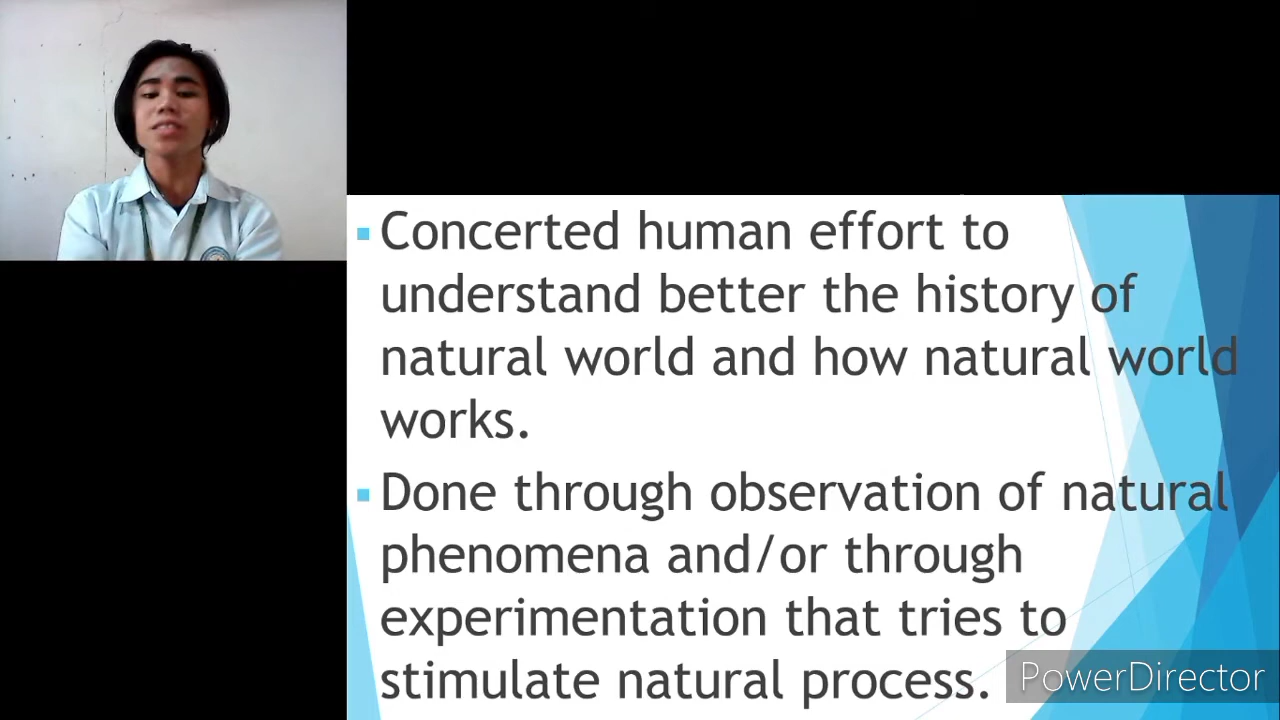 Concerted human effort to
understand better the history of
natural world and how natural world
works.
Done through observation of natural
phenomena and/or through
experimentation that tries to
stimulate natural process.
PowerDirector